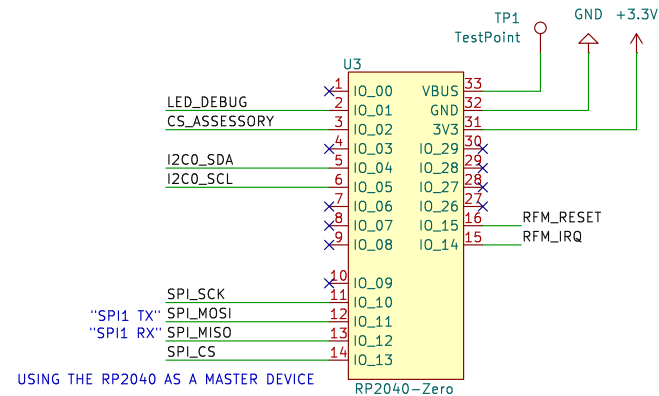 TP1 GND +3.3V
TestPoint
U3
1 IO_00 VBUS 33
LED_DEBUG 2 IO_01 GND 32
CS_ASSESSORY 3 IO_02 3V3 31
4 IO_03 IO_29 30
I2C0_SDA 5 IO_04 IO_28 29
I2C0_SCL 6 IO_05 IO_27 28
7 IO_06 IO_26 27
8 IO_07 IO_15 16 RFM_RESET
9 IO_08 IO_14 15 RFM_IRQ
10 IO_09
SPI_SCK 11 IO_10
"SPI1 TX" SPI_MOSI 12 IO_11
"SPI1 RX" SPI_MISO 13 IO_12
SPI_CS 14 IO_13
USING THE RP2040 AS A MASTER DEVICE
RP2040-Zero